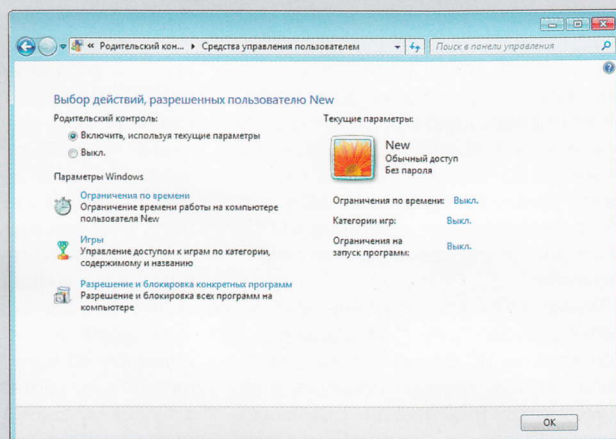 « Родительский кон... ▸ Средства управления пользователем
Поиск в панели управления
Выбор действий, разрешенных пользователю New
Родительский контроль:
Включить, используя текущие параметры
Выкл.
Параметры Windows
Ограничения по времени
Ограничение времени работы на компьютере
пользователя New
Игры
Управление доступом к играм по категории,
содержимому и названию
Разрешение и блокировка конкретных программ
Разрешение и блокировка всех программ на
компьютере
Текущие параметры:
New
Обычный доступ
Без пароля
Ограничения по времени: Выкл.
Категории игр: Выкл.
Ограничения на
запуск программ: Выкл.
OK